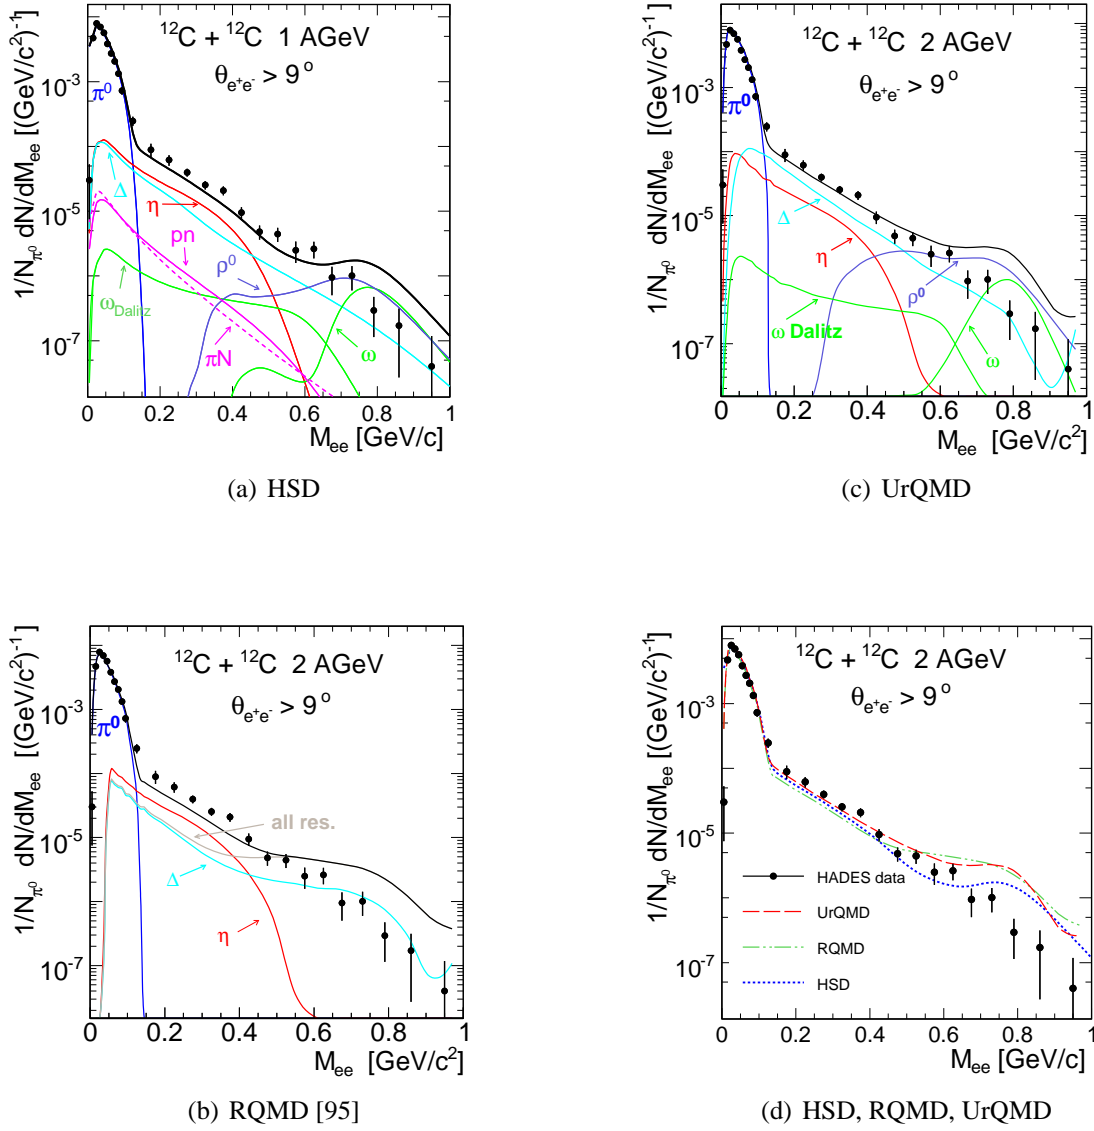 ¹²C + ¹²C 1 AGeV
θe⁺e⁻ > 9°
1/Nπ⁰ dN/dMee [(GeV/c²)⁻¹]
10⁻³
10⁻⁵
10⁻⁷
π⁰
Δ
η
pn
ρ⁰
ωDalitz
πN
ω
0 0.2 0.4 0.6 0.8 1
Mee [GeV/c]
(a) HSD
¹²C + ¹²C 2 AGeV
θe⁺e⁻ > 9°
1/Nπ⁰ dN/dMee [(GeV/c²)⁻¹]
10⁻³
10⁻⁵
10⁻⁷
π⁰
Δ
η
ρ⁰
ω Dalitz
ω
0 0.2 0.4 0.6 0.8 1
Mee [GeV/c²]
(c) UrQMD
¹²C + ¹²C 2 AGeV
θe⁺e⁻ > 9°
1/Nπ⁰ dN/dMee [(GeV/c²)⁻¹]
10⁻³
10⁻⁵
10⁻⁷
π⁰
all res.
Δ
η
0 0.2 0.4 0.6 0.8 1
Mee [GeV/c²]
(b) RQMD [95]
¹²C + ¹²C 2 AGeV
θe⁺e⁻ > 9°
1/Nπ⁰ dN/dMee [(GeV/c²)⁻¹]
10⁻³
10⁻⁵
10⁻⁷
HADES data
UrQMD
RQMD
HSD
0 0.2 0.4 0.6 0.8 1
Mee [GeV/c]
(d) HSD, RQMD, UrQMD